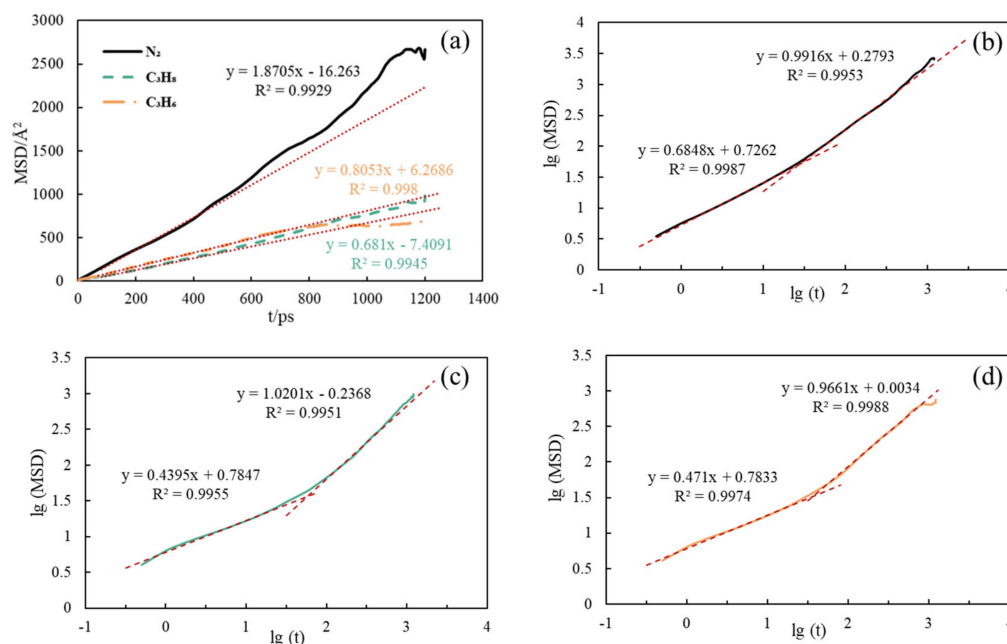 (a)
MSD/Å²
3000
2500
2000
1500
1000
500
0
N₂
C₃H₈
C₃H₆
y = 1.8705x - 16.263
R² = 0.9929
y = 0.8053x + 6.2686
R² = 0.998
y = 0.681x - 7.4091
R² = 0.9945
0 200 400 600 800 1000 1200 1400
t/ps
(b)
lg (MSD)
4
3.5
3
2.5
2
1.5
1
0.5
0
y = 0.9916x + 0.2793
R² = 0.9953
y = 0.6848x + 0.7262
R² = 0.9987
-1 0 1 2 3 4
lg (t)
(c)
lg (MSD)
3.5
3
2.5
2
1.5
1
0.5
0
y = 1.0201x - 0.2368
R² = 0.9951
y = 0.4395x + 0.7847
R² = 0.9955
-1 0 1 2 3 4
lg (t)
(d)
lg (MSD)
3.5
3
2.5
2
1.5
1
0.5
0
y = 0.9661x + 0.0034
R² = 0.9988
y = 0.471x + 0.7833
R² = 0.9974
-1 0 1 2 3 4
lg (t)